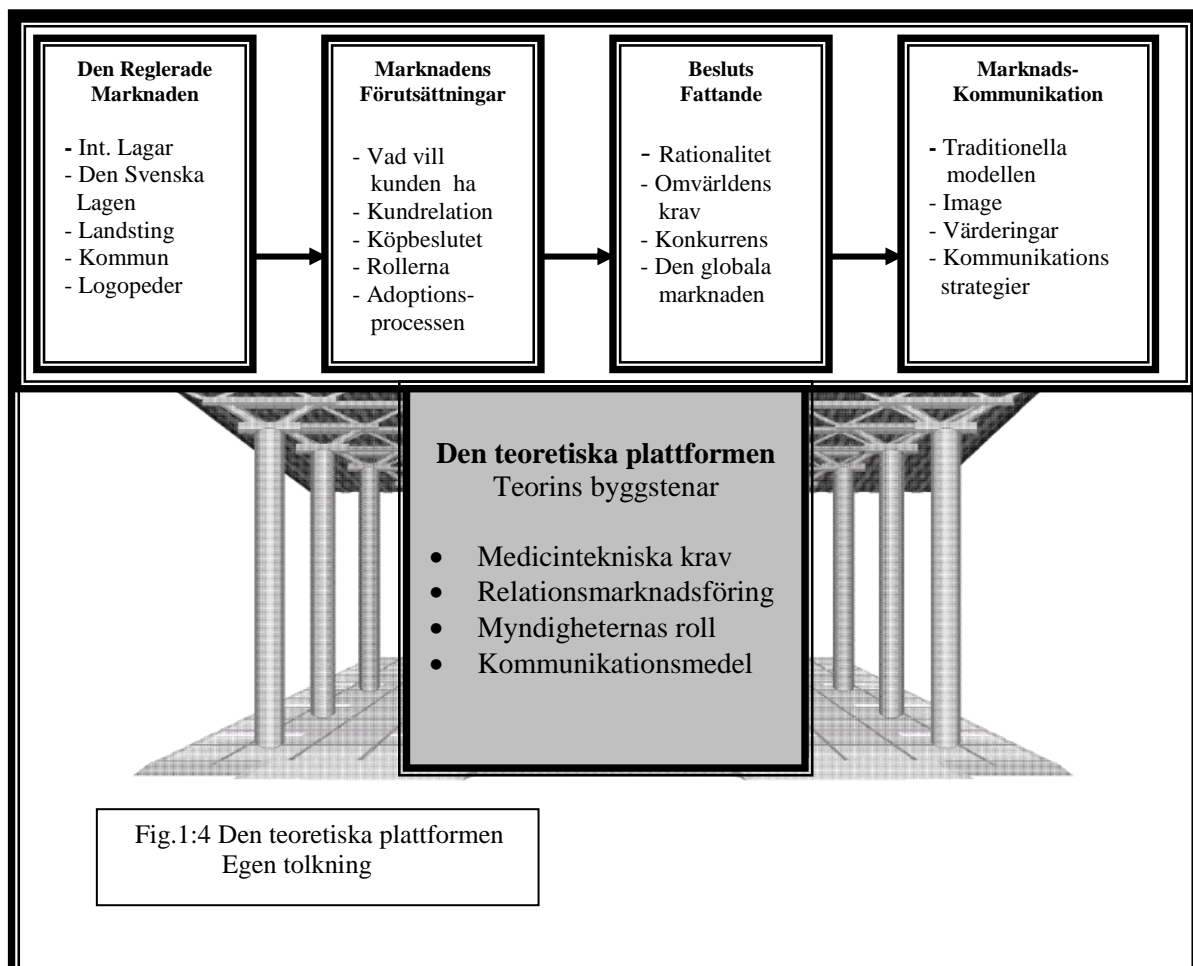 Den Reglerade
Marknaden
- Int. Lagar
- Den Svenska
Lagen
- Landsting
- Kommun
- Logopeder
Marknadens
Förutsättningar
- Vad vill
kunden ha
- Kundrelation
- Köpbeslutet
- Rollerna
- Adoptions-
processen
Besluts
Fattande
- Rationalitet
- Omvärldens
krav
- Konkurrens
- Den globala
marknaden
Marknads-
Kommunikation
- Traditionella
modellen
- Image
- Värderingar
- Kommunikations
strategier
Den teoretiska plattformen
Teorins byggstenar
• Medicintekniska krav
• Relationsmarknadsföring
• Myndigheternas roll
• Kommunikationsmedel
Fig.1:4 Den teoretiska plattformen
Egen tolkning